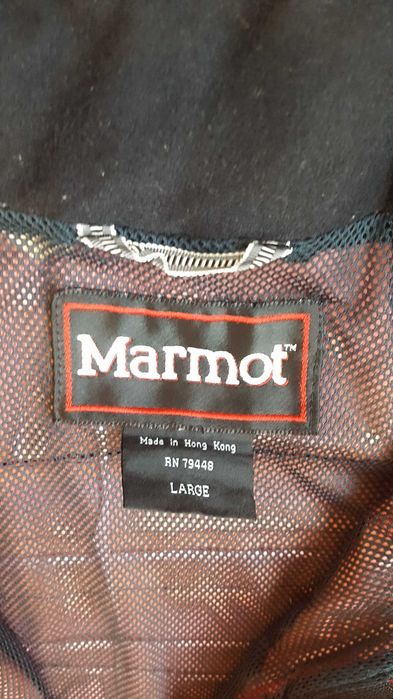 Marmot™
Made in Hong Kong
RN 79448
LARGE